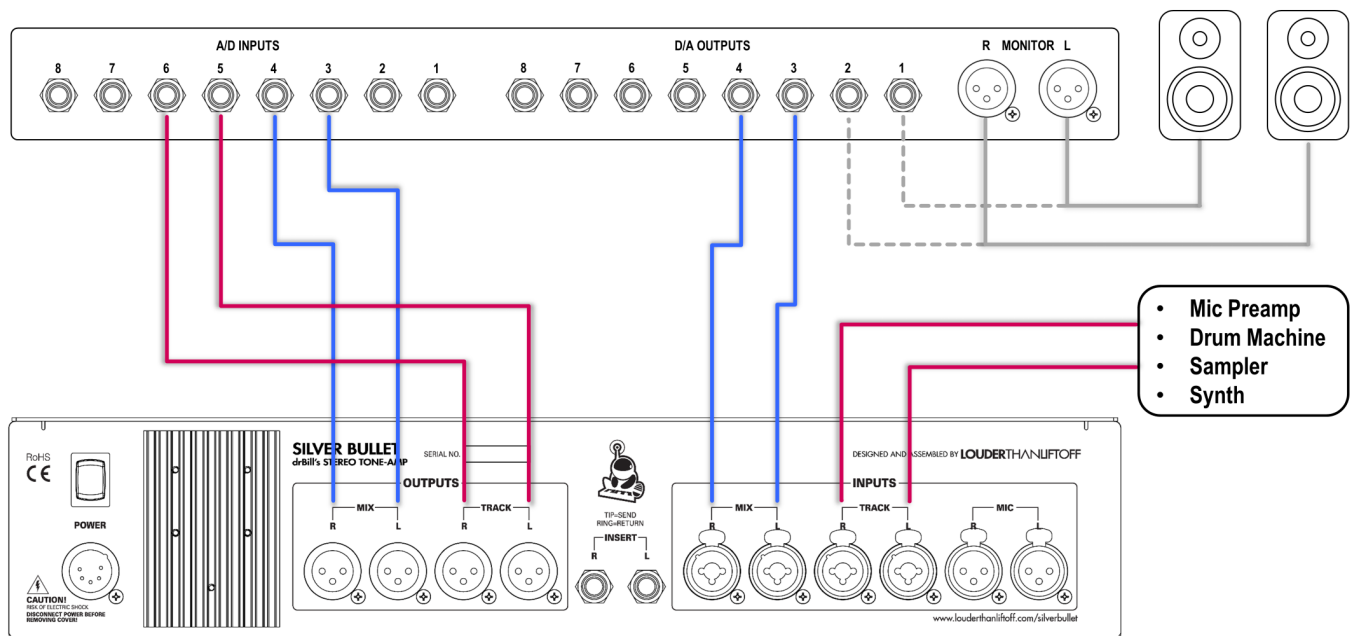 A/D INPUTS
D/A OUTPUTS
R MONITOR L
8 7 6 5 4 3 2 1
8 7 6 5 4 3 2 1
• Mic Preamp
• Drum Machine
• Sampler
• Synth
RoHS
CE
POWER
CAUTION!
RISK OF ELECTRIC SHOCK
DISCONNECT POWER BEFORE
REMOVING COVER!
SILVER BULLET
drBill's STEREO TONE-AMP
SERIAL NO.
OUTPUTS
MIX
R L
TRACK
R L
TIP=SEND
RING=RETURN
INSERT
R L
DESIGNED AND ASSEMBLED BY LOUDERTHANLIFTOFF
INPUTS
MIX
R L
TRACK
R L
MIC
R L
www.louderthanliftoff.com/silverbullet